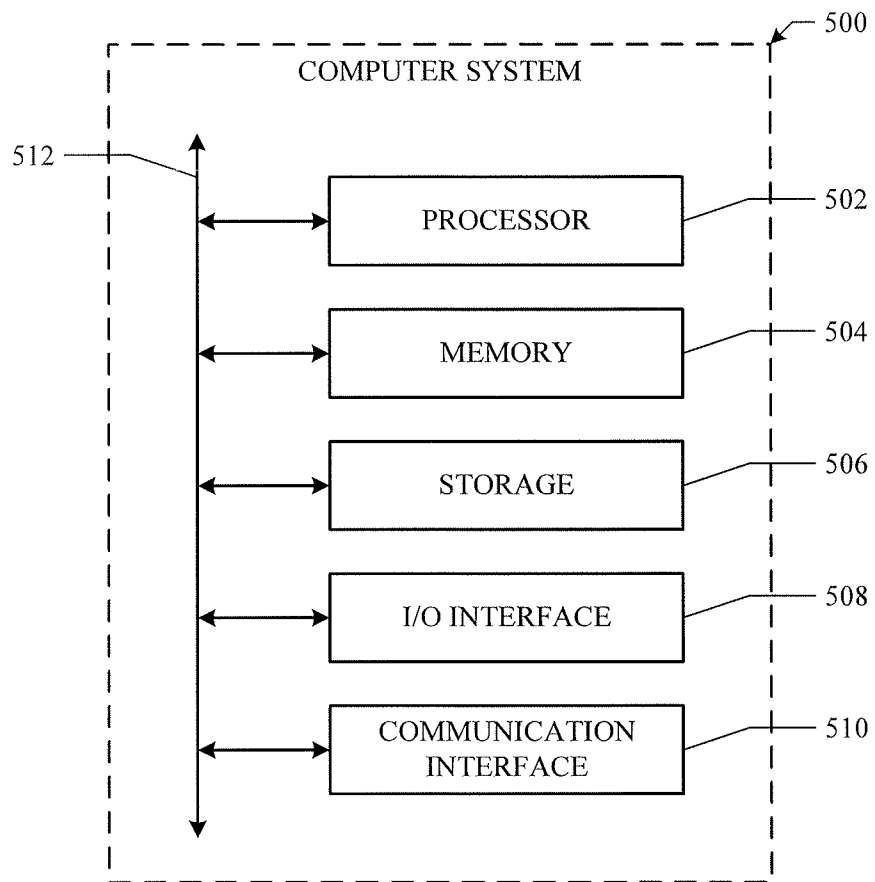 500
COMPUTER SYSTEM
512
PROCESSOR
502
MEMORY
504
STORAGE
506
I/O INTERFACE
508
COMMUNICATION
INTERFACE
510